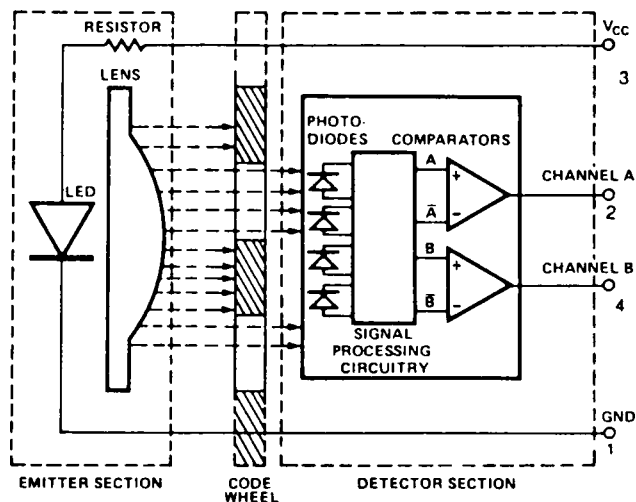 RESISTOR
VCC
3
LENS
LED
PHOTO-
DIODES
COMPARATORS
A
+
CHANNEL A
2
Ā
−
B
+
CHANNEL B
4
B̄
−
SIGNAL
PROCESSING
CIRCUITRY
GND
1
EMITTER SECTION
CODE
WHEEL
DETECTOR SECTION